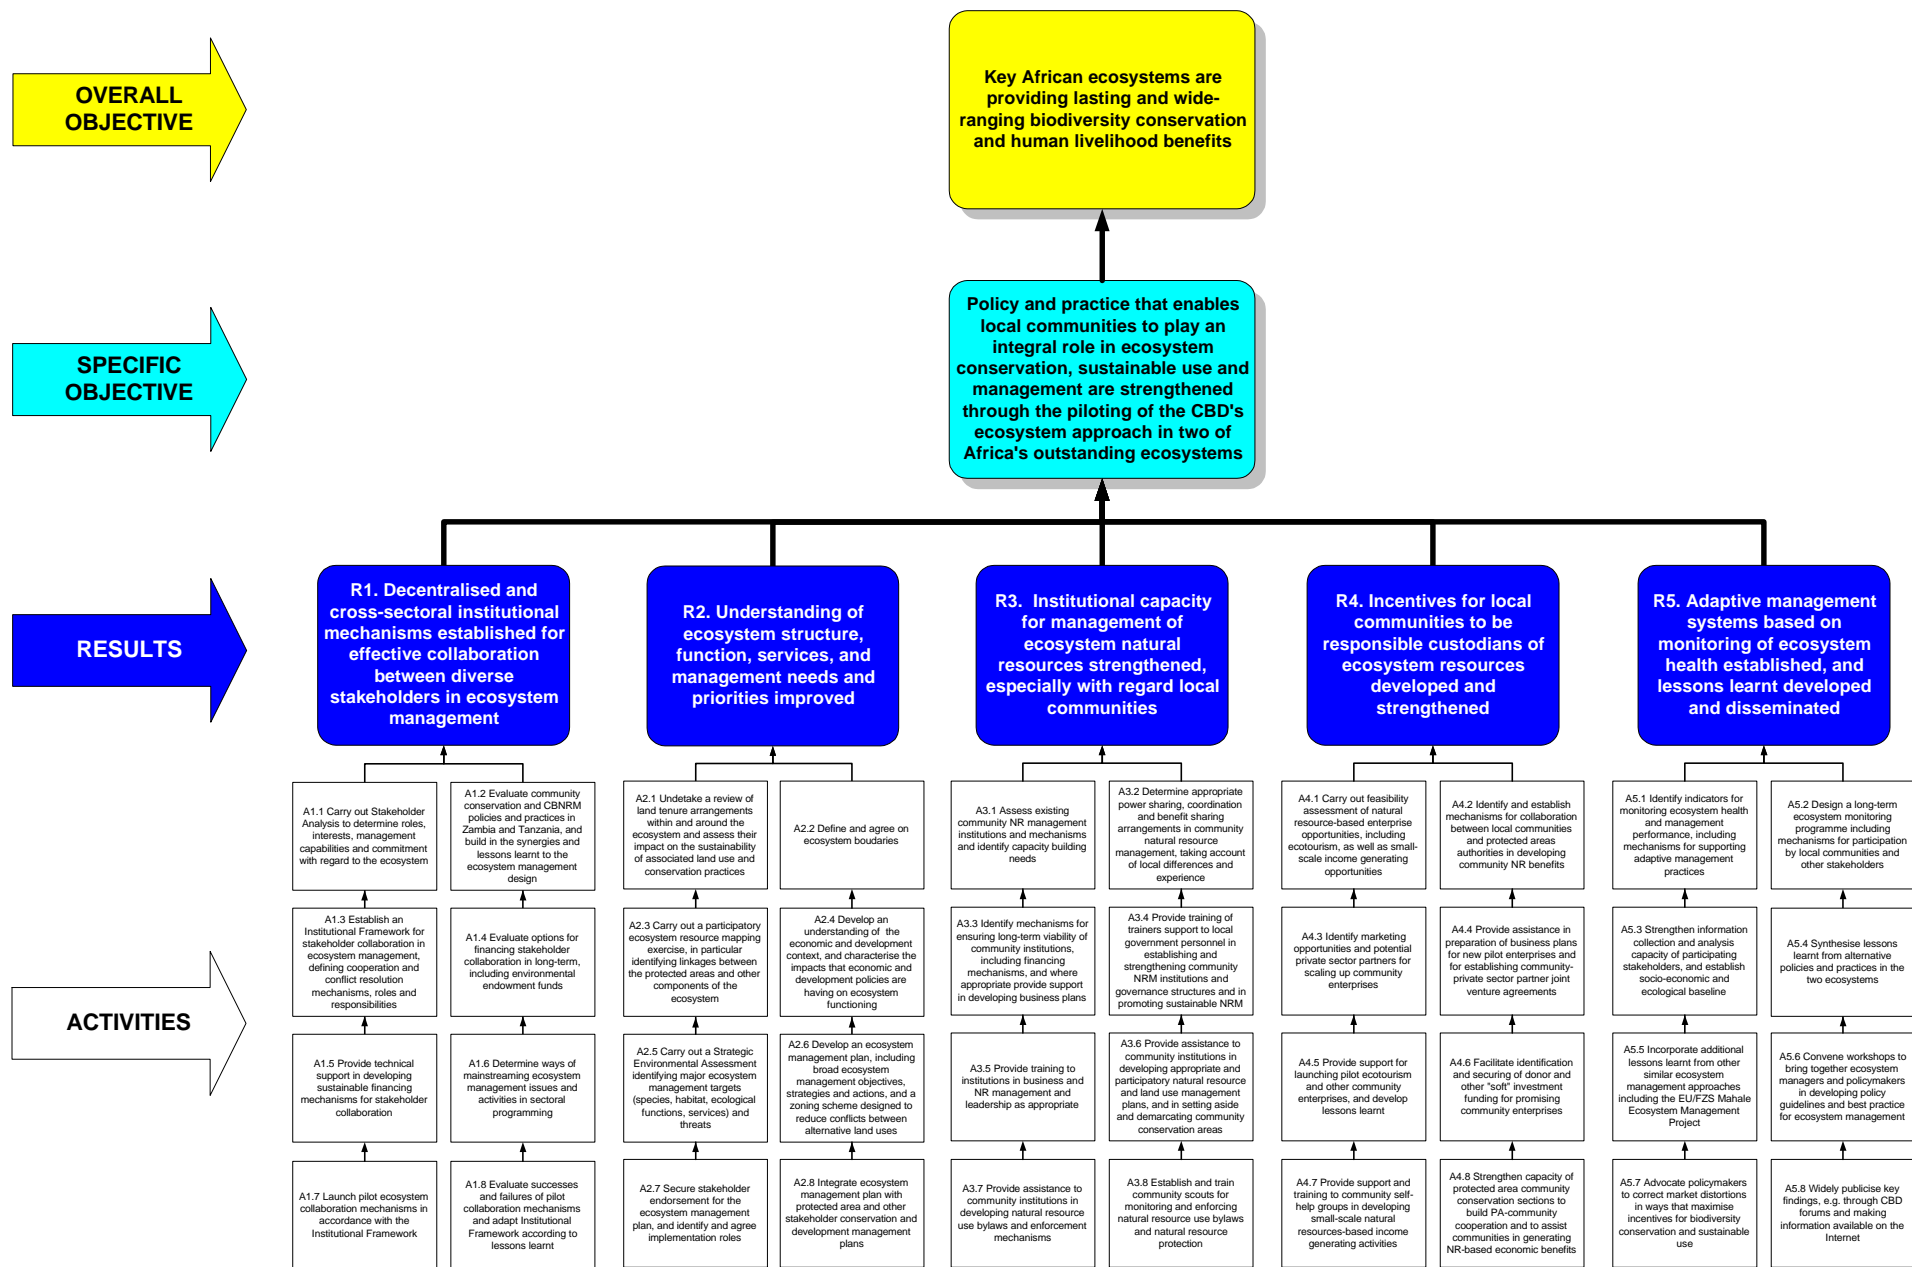 OVERALL
OBJECTIVE
Key African ecosystems are
providing lasting and wide-
ranging biodiversity conservation
and human livelihood benefits
SPECIFIC
OBJECTIVE
Policy and practice that enables
local communities to play an
integral role in ecosystem
conservation, sustainable use and
management are strengthened
through the piloting of the CBD's
ecosystem approach in two of
Africa's outstanding ecosystems
RESULTS
R1. Decentralised and
cross-sectoral institutional
mechanisms established for
effective collaboration
between diverse
stakeholders in ecosystem
management
R2. Understanding of
ecosystem structure,
function, services, and
management needs and
priorities improved
R3.  Institutional capacity
for management of
ecosystem natural
resources strengthened,
especially with regard local
communities
R4. Incentives for local
communities to be
responsible custodians of
ecosystem resources
developed and
strengthened
R5. Adaptive management
systems based on
monitoring of ecosystem
health established, and
lessons learnt developed
and disseminated
ACTIVITIES
A1.1 Carry out Stakeholder
Analysis to determine roles,
interests, management
capabilities and commitment
with regard to the ecosystem
A1.2 Evaluate community
conservation and CBNRM
policies and practices in
Zambia and Tanzania, and
build in the synergies and
lessons learnt to the
ecosystem management
design
A2.1 Undetake a review of
land tenure arrangements
within and around the
ecosystem and assess their
impact on the sustainability
of associated land use and
conservation practices
A2.2 Define and agree on
ecosystem boudaries
A3.1 Assess existing
community NR management
institutions and mechanisms
and identify capacity building
needs
A3.2 Determine appropriate
power sharing, coordination
and benefit sharing
arrangements in community
natural resource
management, taking account
of local differences and
experience
A4.1 Carry out feasibility
assessment of natural
resource-based enterprise
opportunities, including
ecotourism, as well as small-
scale income generating
opportunities
A4.2 Identify and establish
mechanisms for collaboration
between local communities
and protected areas
authorities in developing
community NR benefits
A5.1 Identify indicators for
monitoring ecosystem health
and management
performance, including
mechanisms for supporting
adaptive management
practices
A5.2 Design a long-term
ecosystem monitoring
programme including
mechanisms for participation
by local communities and
other stakeholders
A1.3 Establish an
Institutional Framework for
stakeholder collaboration in
ecosystem management,
defining cooperation and
conflict resolution
mechanisms, roles and
responsibilities
A1.4 Evaluate options for
financing stakeholder
collaboration in long-term,
including environmental
endowment funds
A2.3 Carry out a participatory
ecosystem resource mapping
exercise, in particular
identifying linkages between
the protected areas and other
components of the
ecosystem
A2.4 Develop an
understanding of  the
economic and development
context, and characterise the
impacts that economic and
development policies are
having on ecosystem
functioning
A3.3 Identify mechanisms for
ensuring long-term viability of
community institutions,
including financing
mechanisms, and where
appropriate provide support
in developing business plans
A3.4 Provide training of
trainers support to local
government personnel in
establishing and
strengthening community
NRM institutions and
governance structures and in
promoting sustainable NRM
A4.3 Identify marketing
opportunities and potential
private sector partners for
scaling up community
enterprises
A4.4 Provide assistance in
preparation of business plans
for new pilot enterprises and
for establishing community-
private sector partner joint
venture agreements
A5.3 Strengthen information
collection and analysis
capacity of participating
stakeholders, and establish
socio-economic and
ecological baseline
A5.4 Synthesise lessons
learnt from alternative
policies and practices in the
two ecosystems
A1.5 Provide technical
support in developing
sustainable financing
mechanisms for stakeholder
collaboration
A1.6 Determine ways of
mainstreaming ecosystem
management issues and
activities in sectoral
programming
A2.5 Carry out a Strategic
Environmental Assessment
identifying major ecosystem
management targets
(species, habitat, ecological
functions, services) and
threats
A2.6 Develop an ecosystem
management plan, including
broad ecosystem
management objectives,
strategies and actions, and a
zoning scheme designed to
reduce conflicts between
alternative land uses
A3.5 Provide training to
institutions in business and
NR management and
leadership as appropriate
A3.6 Provide assistance to
community institutions in
developing appropriate and
participatory natural resource
and land use management
plans, and in setting aside
and demarcating community
conservation areas
A4.5 Provide support for
launching pilot ecotourism
and other community
enterprises, and develop
lessons learnt
A4.6 Facilitate identification
and securing of donor and
other "soft" investment
funding for promising
community enterprises
A5.5 Incorporate additional
lessons learnt from other
similar ecosystem
management approaches
including the EU/FZS Mahale
Ecosystem Management
Project
A5.6 Convene workshops to
bring together ecosystem
managers and policymakers
in developing policy
guidelines and best practice
for ecosystem management
A1.7 Launch pilot ecosystem
collaboration mechanisms in
accordance with the
Institutional Framework
A1.8 Evaluate successes
and failures of pilot
collaboration mechanisms
and adapt Institutional
Framework according to
lessons learnt
A2.7 Secure stakeholder
endorsement for the
ecosystem management
plan, and identify and agree
implementation roles
A2.8 Integrate ecosystem
management plan with
protected area and other
stakeholder conservation and
development management
plans
A3.7 Provide assistance to
community institutions in
developing natural resource
use bylaws and enforcement
mechanisms
A3.8 Establish and train
community scouts for
monitoring and enforcing
natural resource use bylaws
and natural resource
protection
A4.7 Provide support and
training to community self-
help groups in developing
small-scale natural
resources-based income
generating activities
A4.8 Strengthen capacity of
protected area community
conservation sections to
build PA-community
cooperation and to assist
communities in generating
NR-based economic benefits
A5.7 Advocate policymakers
to correct market distortions
in ways that maximise
incentives for biodiversity
conservation and sustainable
use
A5.8 Widely publicise key
findings, e.g. through CBD
forums and making
information available on the
Internet